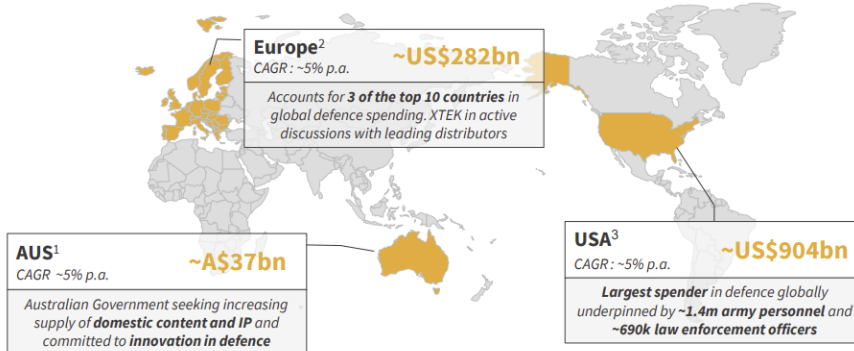 Europe2
~US$282bn
CAGR : ~5% p.a.
Accounts for 3 of the top 10 countries in
global defence spending. XTEK in active
discussions with leading distributors
AUS1
~A$37bn
CAGR ~5% p.a.
Australian Government seeking increasing
supply of domestic content and IP and
committed to innovation in defence
USA3
~US$904bn
CAGR : ~5% p.a.
Largest spender in defence globally
underpinned by ~1.4m army personnel and
~690k law enforcement officers